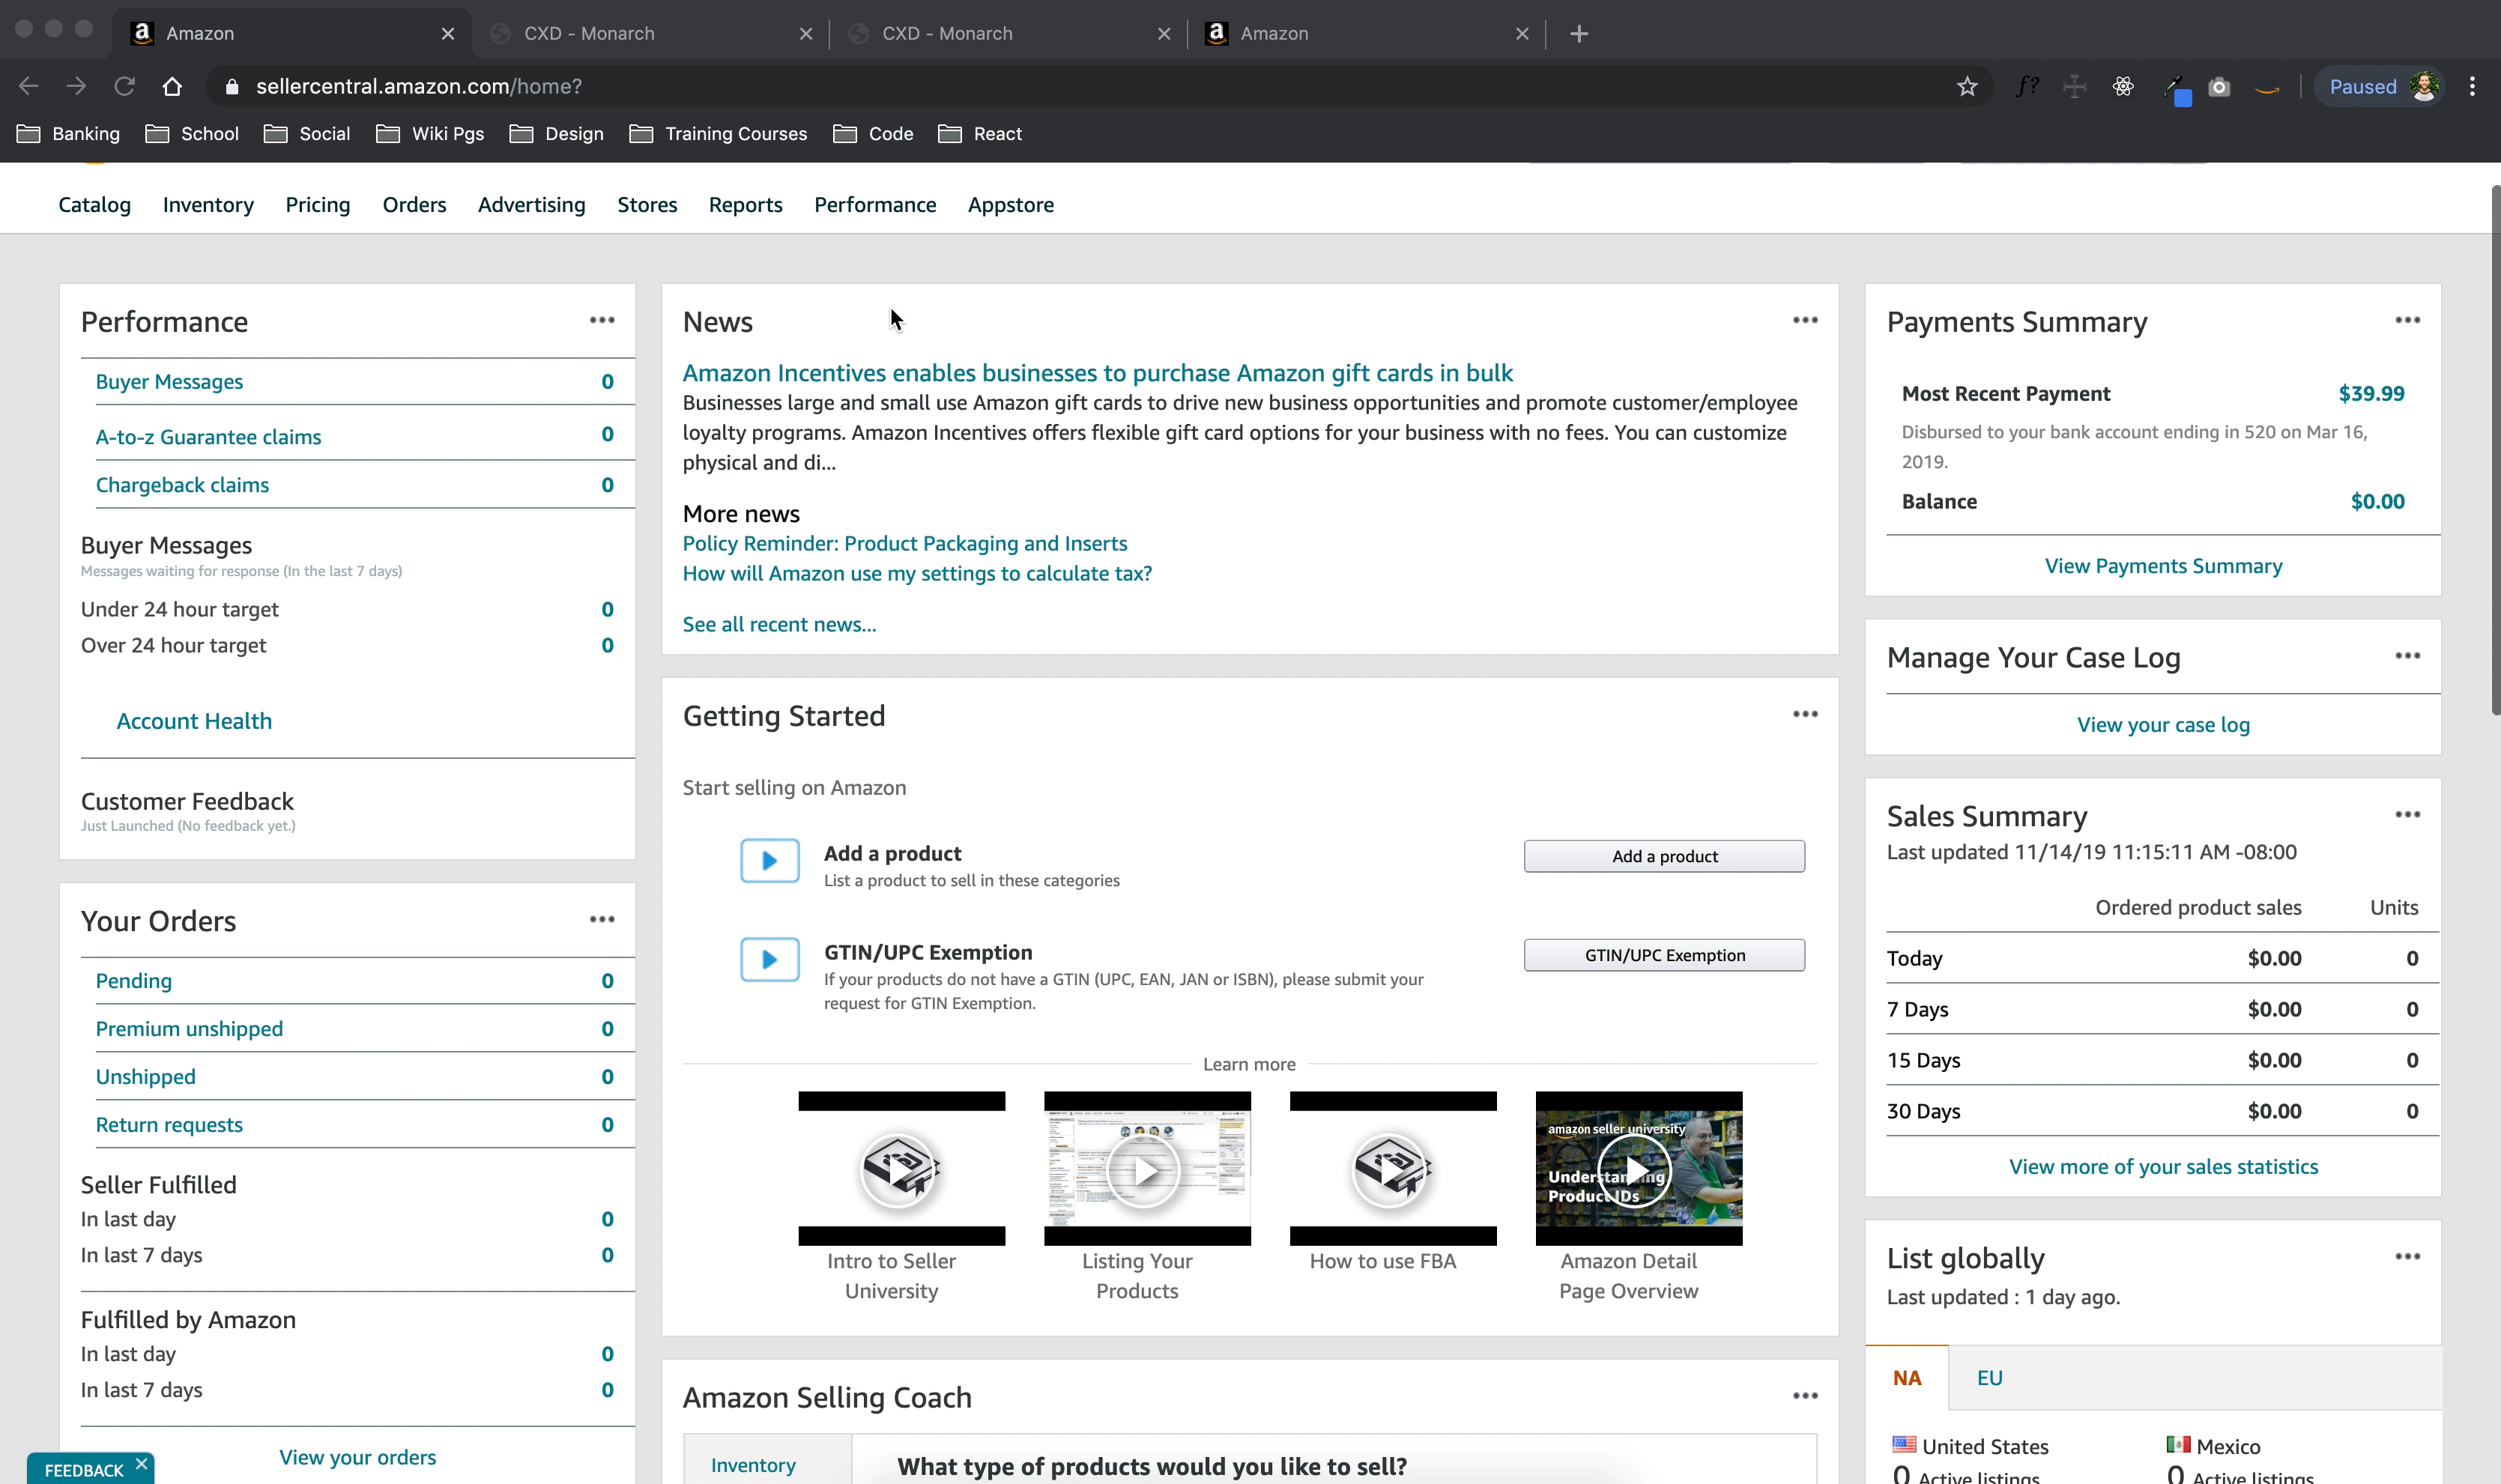 Amazon
CXD - Monarch
CXD - Monarch
Amazon
sellercentral.amazon.com/home?
f?
Paused
Banking
School
Social
Wiki Pgs
Design
Training Courses
Code
React
Catalog
Inventory
Pricing
Orders
Advertising
Stores
Reports
Performance
Appstore
Performance
Buyer Messages 0
A-to-z Guarantee claims 0
Chargeback claims 0
Buyer Messages
Messages waiting for response (In the last 7 days)
Under 24 hour target 0
Over 24 hour target 0
Account Health
Customer Feedback
Just Launched (No feedback yet.)
Your Orders
Pending 0
Premium unshipped 0
Unshipped 0
Return requests 0
Seller Fulfilled
In last day 0
In last 7 days 0
Fulfilled by Amazon
In last day 0
In last 7 days 0
View your orders
FEEDBACK
News
Amazon Incentives enables businesses to purchase Amazon gift cards in bulk
Businesses large and small use Amazon gift cards to drive new business opportunities and promote customer/employee
loyalty programs. Amazon Incentives offers flexible gift card options for your business with no fees. You can customize
physical and di...
More news
Policy Reminder: Product Packaging and Inserts
How will Amazon use my settings to calculate tax?
See all recent news...
Getting Started
Start selling on Amazon
Add a product
List a product to sell in these categories
Add a product
GTIN/UPC Exemption
If your products do not have a GTIN (UPC, EAN, JAN or ISBN), please submit your
request for GTIN Exemption.
GTIN/UPC Exemption
Learn more
amazon seller university
Understanding
Product IDs
Intro to Seller
University
Listing Your
Products
How to use FBA
Amazon Detail
Page Overview
Amazon Selling Coach
Inventory
What type of products would you like to sell?
Payments Summary
Most Recent Payment $39.99
Disbursed to your bank account ending in 520 on Mar 16,
2019.
Balance $0.00
View Payments Summary
Manage Your Case Log
View your case log
Sales Summary
Last updated 11/14/19 11:15:11 AM -08:00
Ordered product sales Units
Today $0.00 0
7 Days $0.00 0
15 Days $0.00 0
30 Days $0.00 0
View more of your sales statistics
List globally
Last updated : 1 day ago.
NA EU
United States
0 Active listings
Mexico
0 Active listings